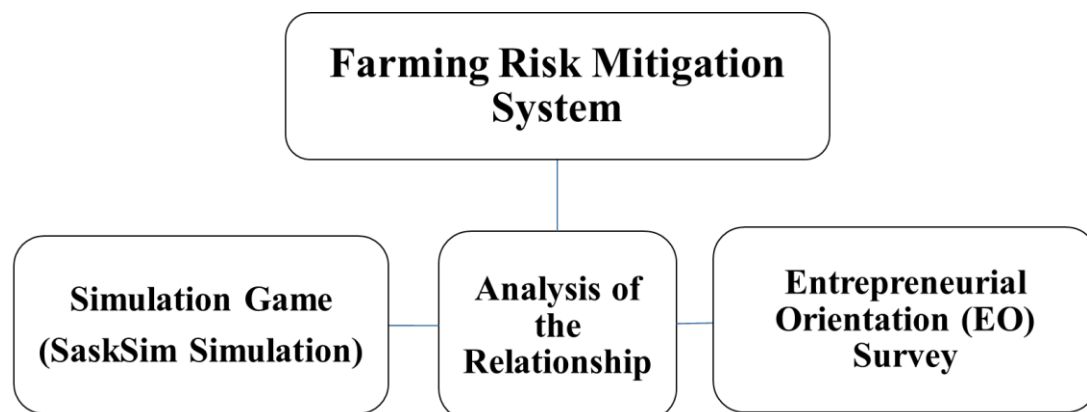 Farming Risk Mitigation
System
Simulation Game
(SaskSim Simulation)
Analysis of
the
Relationship
Entrepreneurial
Orientation (EO)
Survey